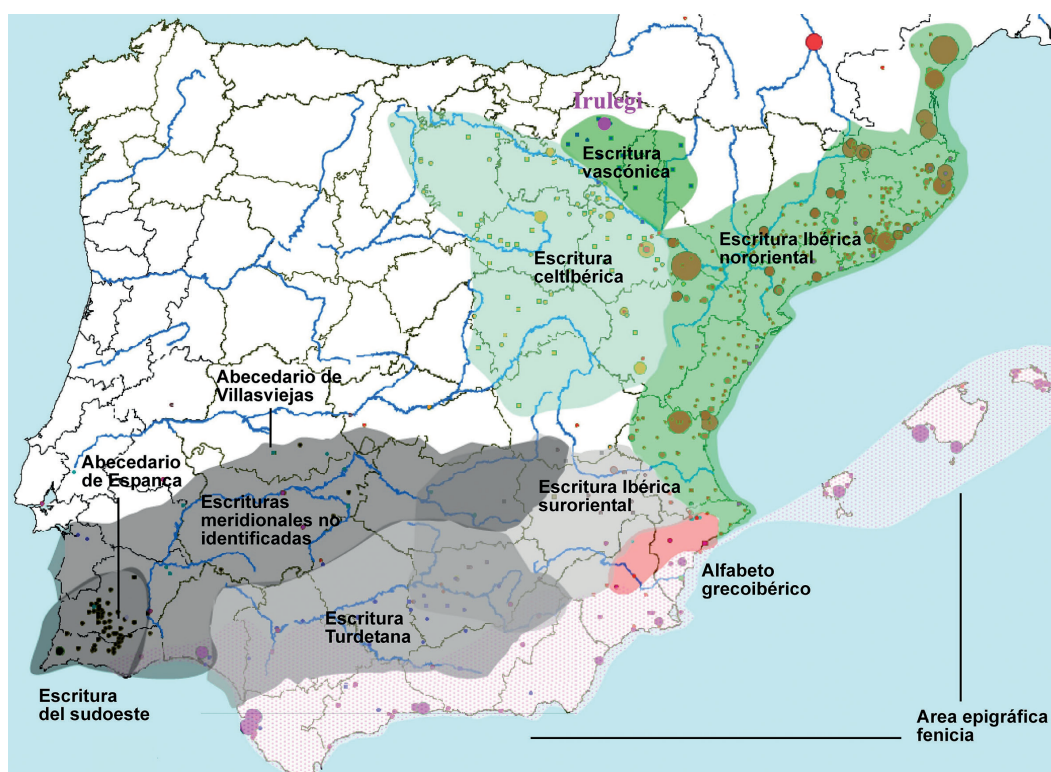 Irulegi
Escritura
vascónica
Escritura Ibérica
nororiental
Escritura
celtIbérica
Abecedario de
Villasviejas
Abecedario
de Espanca
Escrituras
meridionales no
identificadas
Escritura Ibérica
suroriental
Alfabeto
grecoibérico
Escritura
Turdetana
Escritura
del sudoeste
Area epigráfica
fenicia